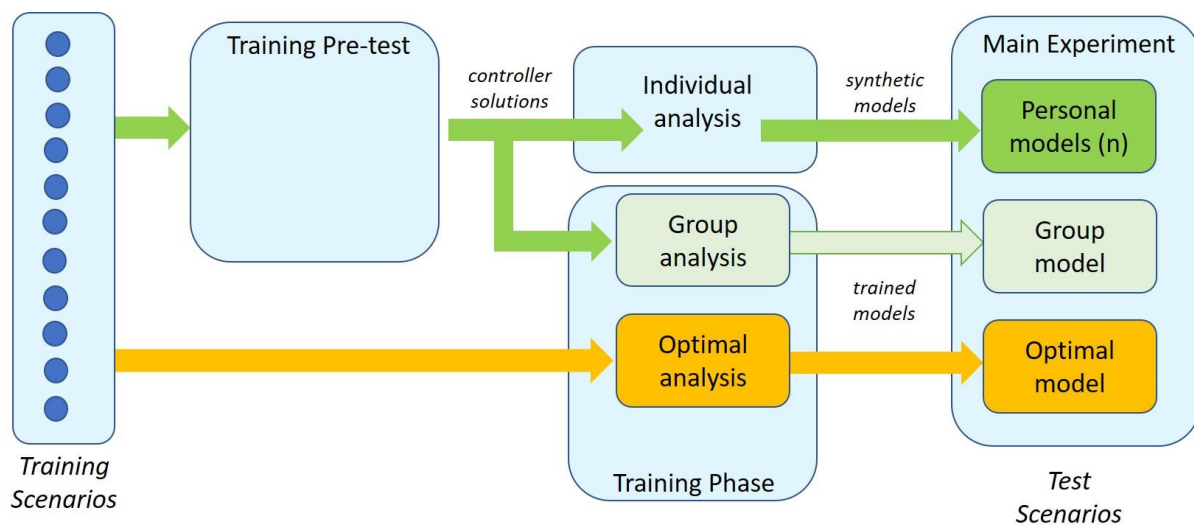 Training Pre-test
controller
solutions
Individual
analysis
synthetic
models
Main Experiment
Personal
models (n)
Group
analysis
Group
model
trained
models
Optimal
analysis
Optimal
model
Training
Scenarios
Training Phase
Test
Scenarios